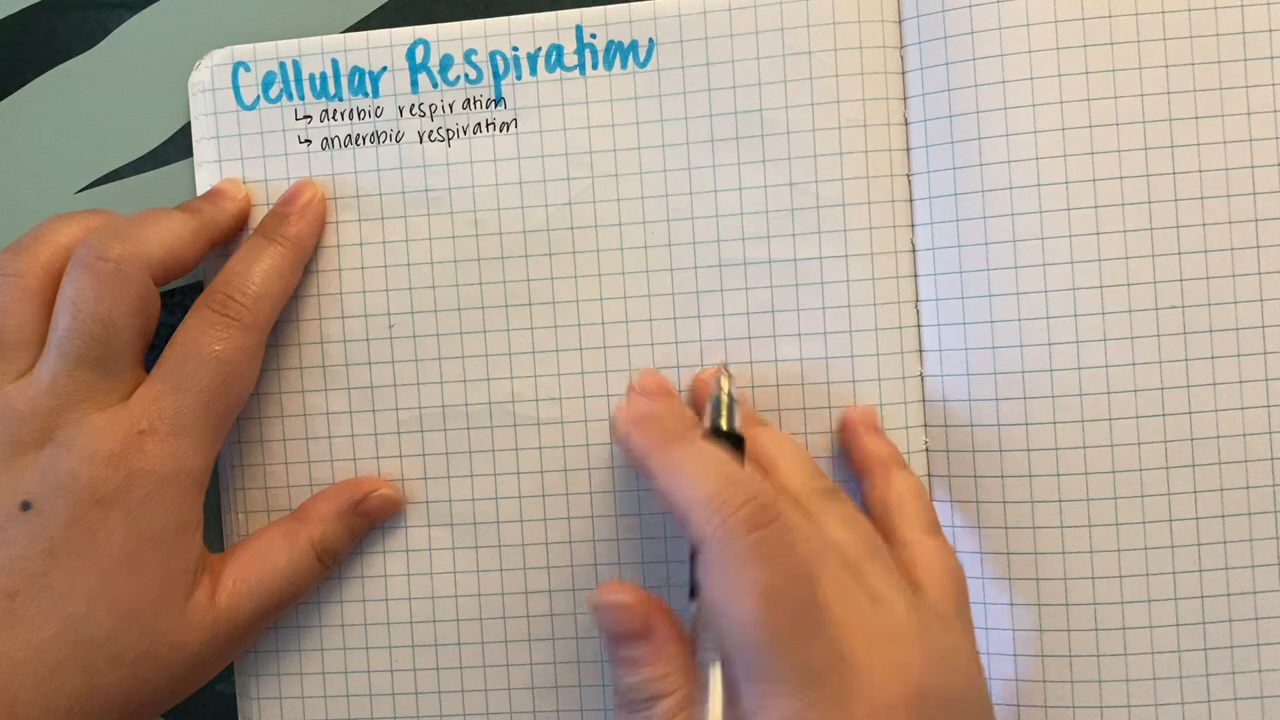 Cellular Respiration
↳ aerobic respiration
↳ anaerobic respiration